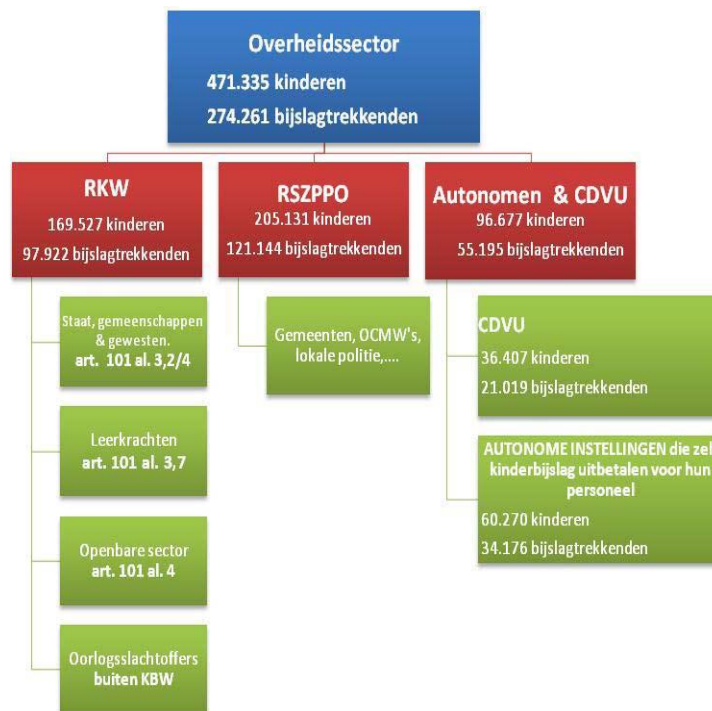 Overheidssector
471.335 kinderen
274.261 bijslagtrekkenden
RKW
169.527 kinderen
97.922 bijslagtrekkenden
RSZPPO
205.131 kinderen
121.144 bijslagtrekkenden
Autonomen & CDVU
96.677 kinderen
55.195 bijslagtrekkenden
Staat, gemeenschappen
& gewesten.
art. 101 al. 3,2/4
Leerkrachten
art. 101 al. 3,7
Openbare sector
art. 101 al. 4
Oorlogsslachtoffers
buiten KBW
Gemeenten, OCMW's,
lokale politie,....
CDVU
36.407 kinderen
21.019 bijslagtrekkenden
AUTONOME INSTELLINGEN die zel
kinderbijslag uitbetalen voor hun
personeel
60.270 kinderen
34.176 bijslagtrekkenden